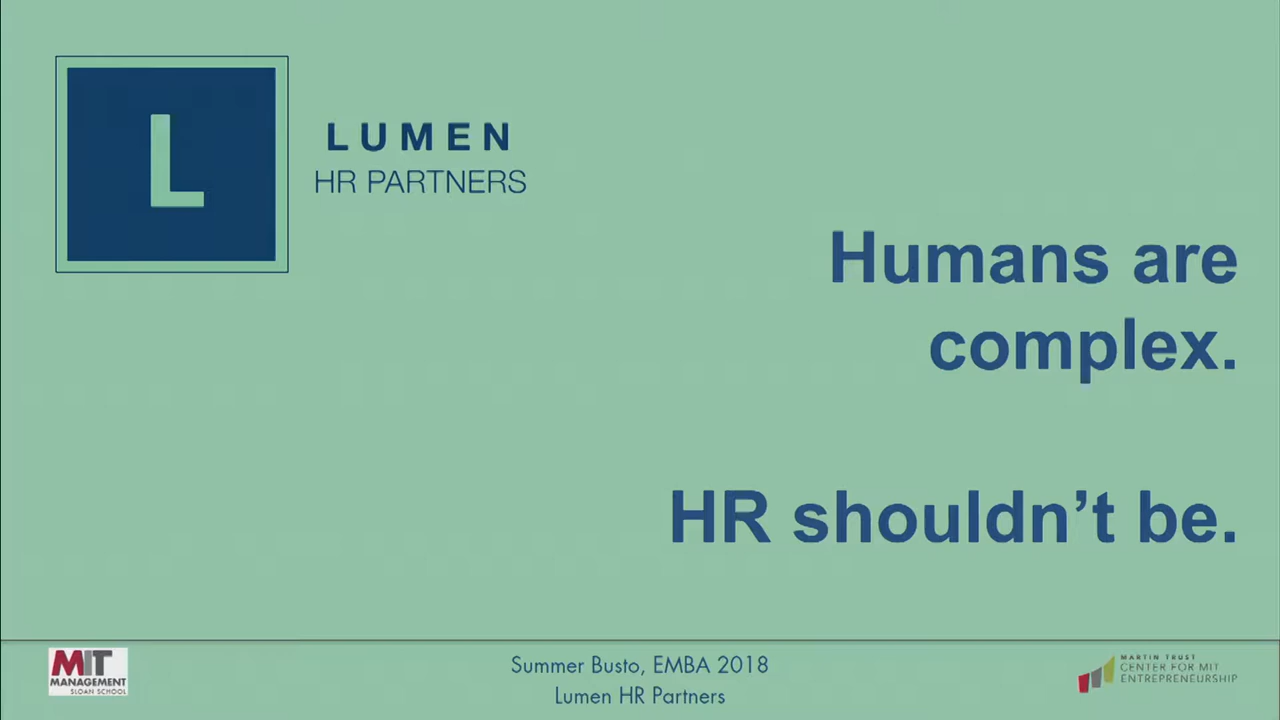 L
LUMEN
HR PARTNERS
Humans are
complex.
HR shouldn’t be.
MIT
MANAGEMENT
SLOAN SCHOOL
Summer Busto, EMBA 2018
Lumen HR Partners
MARTIN TRUST
CENTER FOR MIT
ENTREPRENEURSHIP